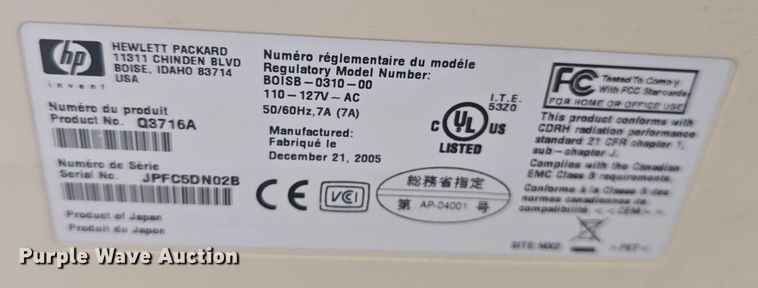 hp
invent
HEWLETT PACKARD
11311 CHINDEN BLVD
BOISE, IDAHO 83714
USA
Numéro du produit
Product No. Q3716A
Numéro de Série
Serial No. JPFC5DN02B
Product of Japan
Produit du Japon
Numéro réglementaire du modéle
Regulatory Model Number:
BOISB-0310-00
110-127V-AC
50/60Hz,7A (7A)
Manufactured:
Fabriqué le
December 21, 2005
CE
VCI
I.T.E.
5320
C UL US
LISTED
総務省指定
第 AP-04001 号
FC Tested To Comply
With FCC Standards
FOR HOME OR OFFICE USE
This product conforms with
CDRH radiation performance
standard 21 CFR chapter 1,
sub-chapter J.
Complies with the Canadian
EMC Class B requirements.
Conforme à la Classe B des
normes canadiennes de
compatibilité <<CEM>>
SITE:MX2 >PET<
Purple Wave Auction